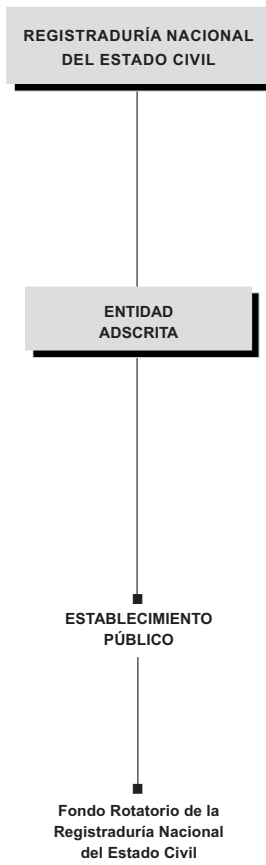 REGISTRADURÍA NACIONAL
DEL ESTADO CIVIL
ENTIDAD
ADSCRITA
ESTABLECIMIENTO
PÚBLICO
Fondo Rotatorio de la
Registraduría Nacional
del Estado Civil